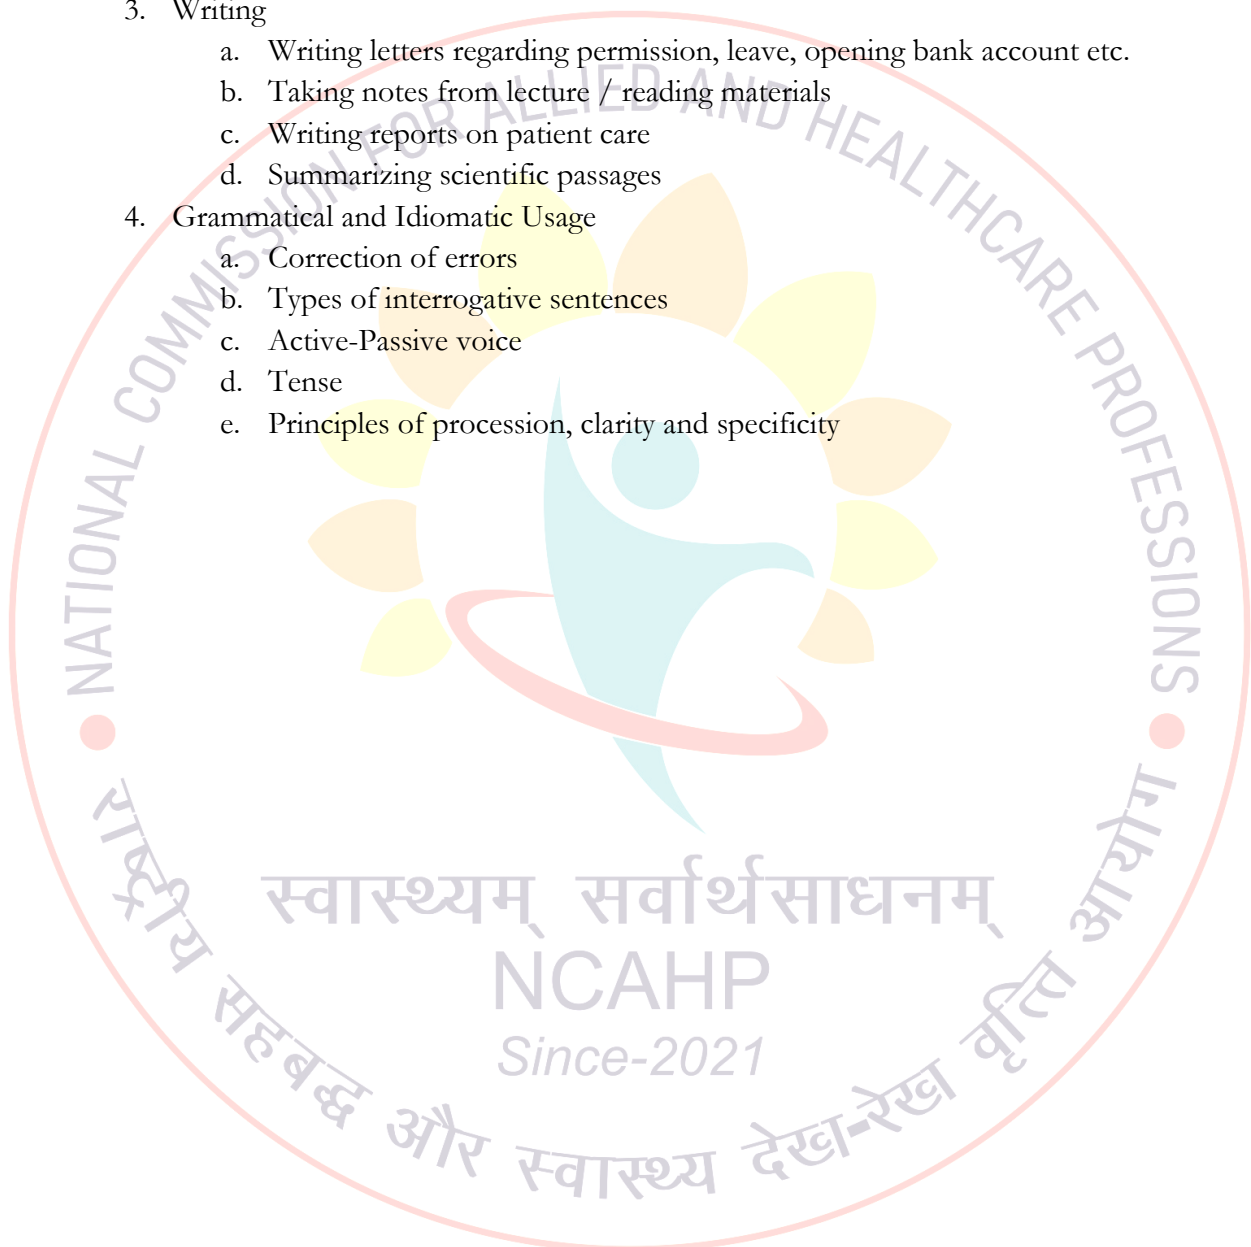 3. Writing
a. Writing letters regarding permission, leave, opening bank account etc.
b. Taking notes from lecture / reading materials
c. Writing reports on patient care
d. Summarizing scientific passages
4. Grammatical and Idiomatic Usage
a. Correction of errors
b. Types of interrogative sentences
c. Active-Passive voice
d. Tense
e. Principles of procession, clarity and specificity
NATIONAL COMMISSION FOR ALLIED AND HEALTHCARE PROFESSIONS
स्वास्थ्यम् सर्वार्थसाधनम्
NCAHP
Since-2021
राष्ट्रीय सहबद्ध और स्वास्थ्य देख-रेख वृत्ति आयोग